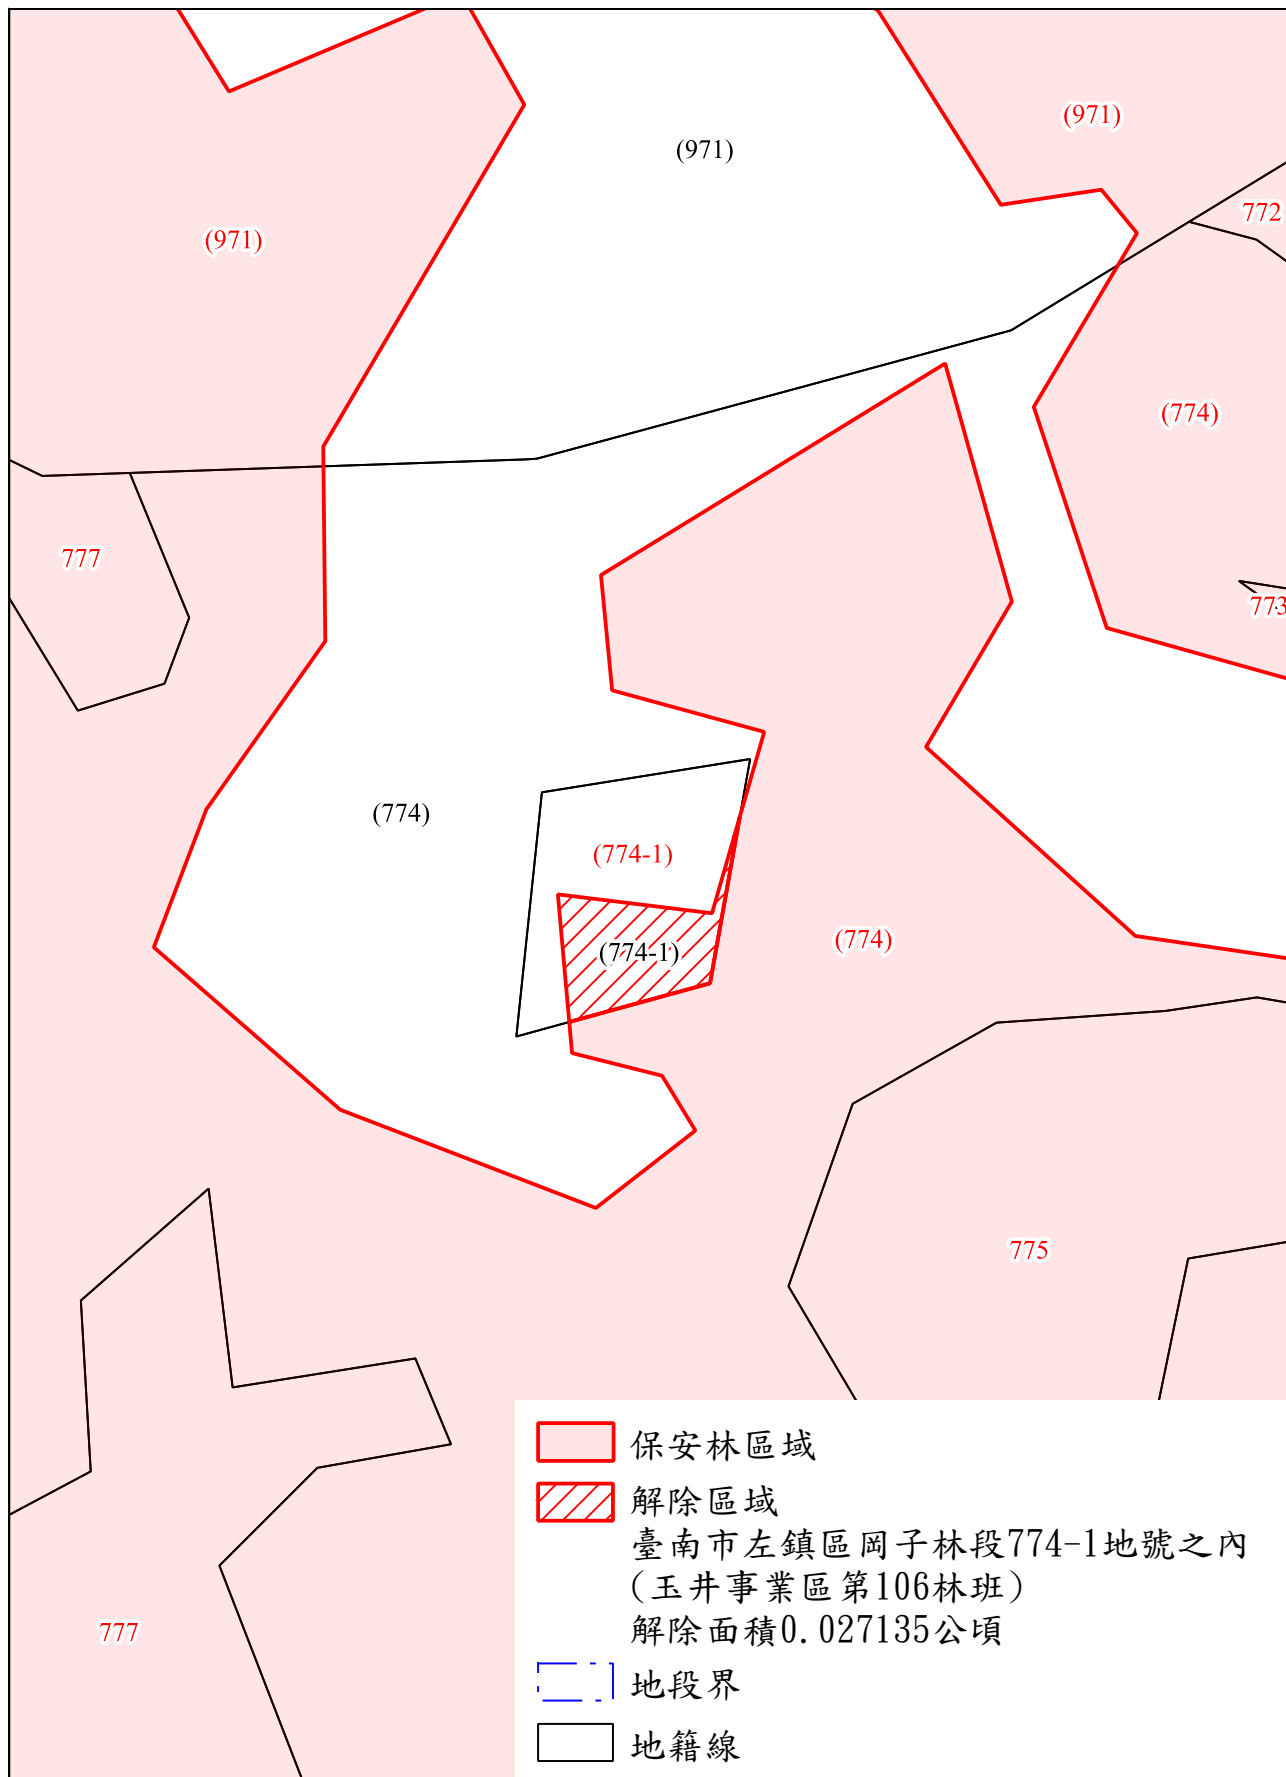 (971)
(971)
772
(971)
(774)
777
773
(774)
(774-1)
(774-1)
(774)
775
777
保安林區域
解除區域
臺南市左鎮區岡子林段774-1地號之內
(玉井事業區第106林班)
解除面積0.027135公頃
地段界
地籍線